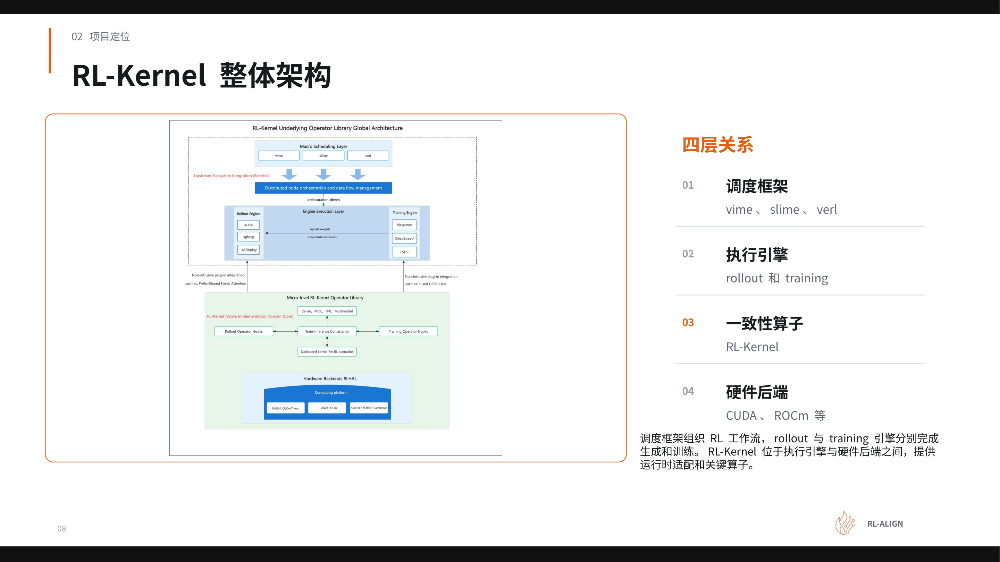 02 项目定位
RL-Kernel 整体架构
RL-Kernel Underlying Operator Library Global Architecture
Macro Scheduling Layer
vime
slime
verl
Upstream Ecosystem Integration (External)
Distributed node orchestration and data flow management
orchestration-driven
Engine Execution Layer
Rollout Engine
vLLM
sglang
LMDeploy
update weights
from distributed tensor
Training Engine
Megatron
DeepSpeed
FSDP
Non-intrusive plug-in integration
such as: Prefix-Shared Fused Attention
Non-intrusive plug-in integration
such as: Fused GRPO Loss
Micro-level RL-Kernel Operator Library
dense、MOE、FP8、Multimodal
RL-Kernel Native Implementation Domain (Core)
Rollout Operator Hooks
Train-Inference Consistency
Training Operator Hooks
Dedicated kernel for RL scenarios
Hardware Backends & HAL
Computing platform
NVIDIA CUDA/Triton
AMD ROCm
Ascend / Metax / Cambricon
四层关系
01 调度框架
vime 、 slime 、 verl
02 执行引擎
rollout 和 training
03 一致性算子
RL-Kernel
04 硬件后端
CUDA 、 ROCm 等
调度框架组织 RL 工作流， rollout 与 training 引擎分别完成
生成和训练。 RL-Kernel 位于执行引擎与硬件后端之间，提供
运行时适配和关键算子。
08
RL-ALIGN